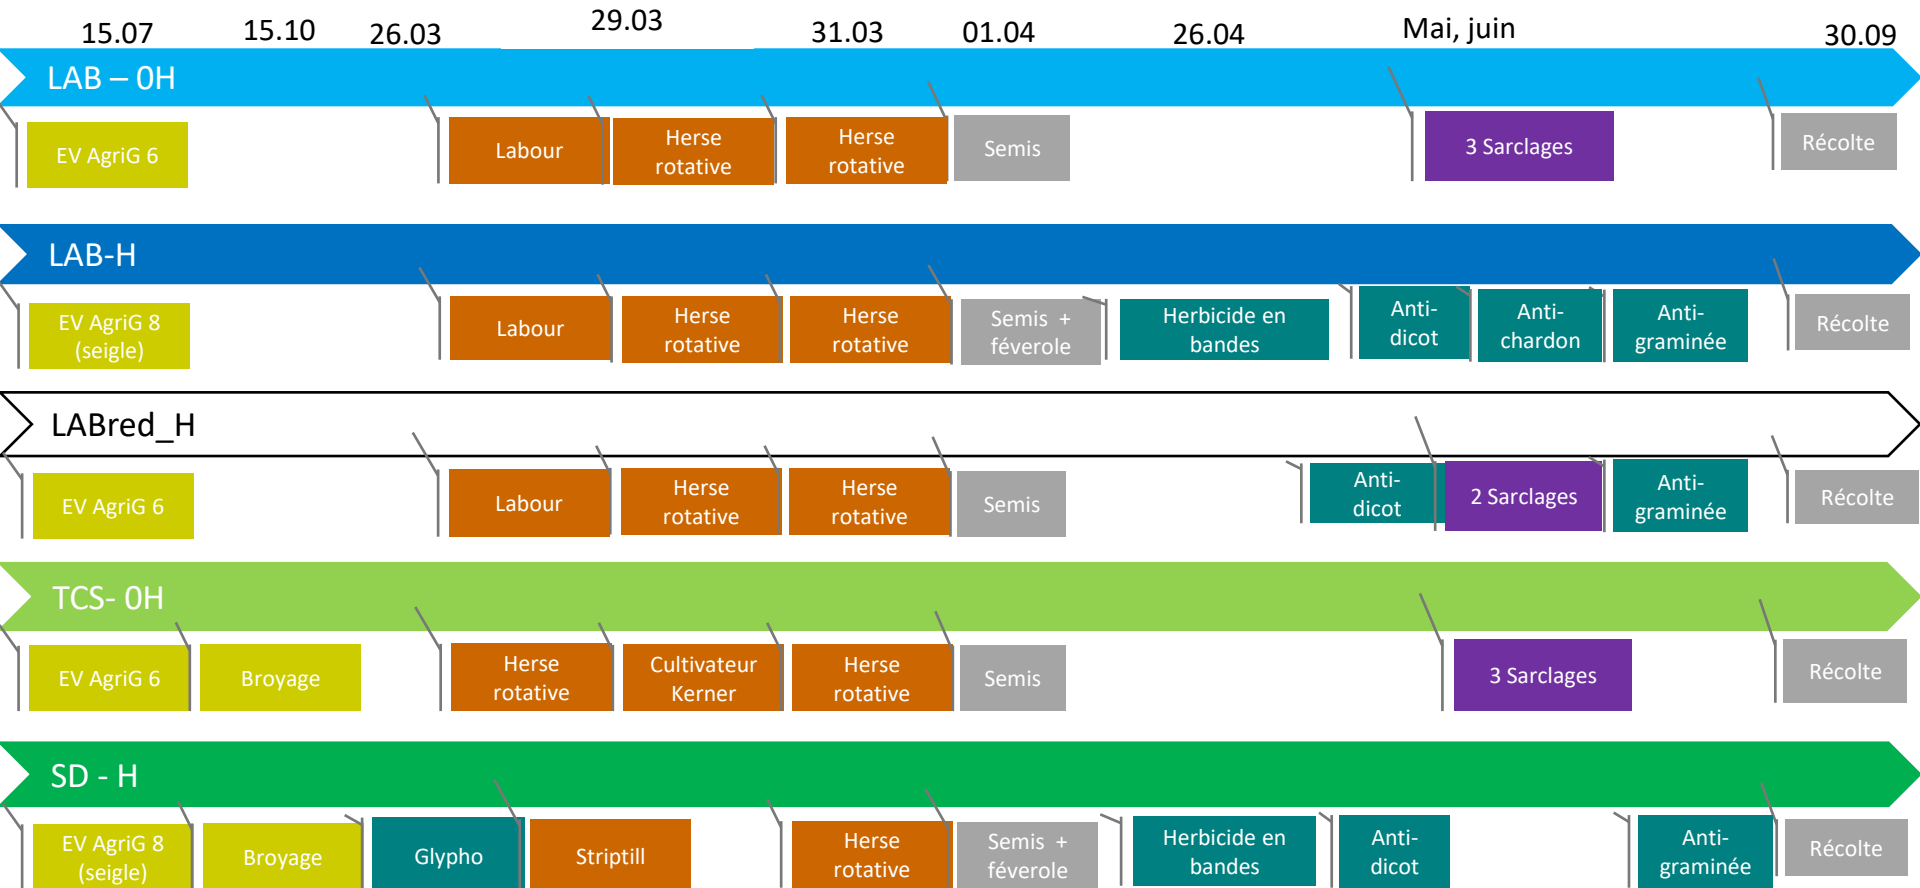 15.07 15.10 26.03 29.03 31.03 01.04 26.04 Mai, juin 30.09
LAB – 0H
EV AgriG 6
Labour
Herse
rotative
Herse
rotative
Semis
3 Sarclages
Récolte
LAB-H
EV AgriG 8
(seigle)
Labour
Herse
rotative
Herse
rotative
Semis +
féverole
Herbicide en
bandes
Anti-
dicot
Anti-
chardon
Anti-
graminée
Récolte
LABred_H
EV AgriG 6
Labour
Herse
rotative
Herse
rotative
Semis
Anti-
dicot
2 Sarclages
Anti-
graminée
Récolte
TCS- 0H
EV AgriG 6
Broyage
Herse
rotative
Cultivateur
Kerner
Herse
rotative
Semis
3 Sarclages
Récolte
SD - H
EV AgriG 8
(seigle)
Broyage
Glypho
Striptill
Herse
rotative
Semis +
féverole
Herbicide en
bandes
Anti-
dicot
Anti-
graminée
Récolte